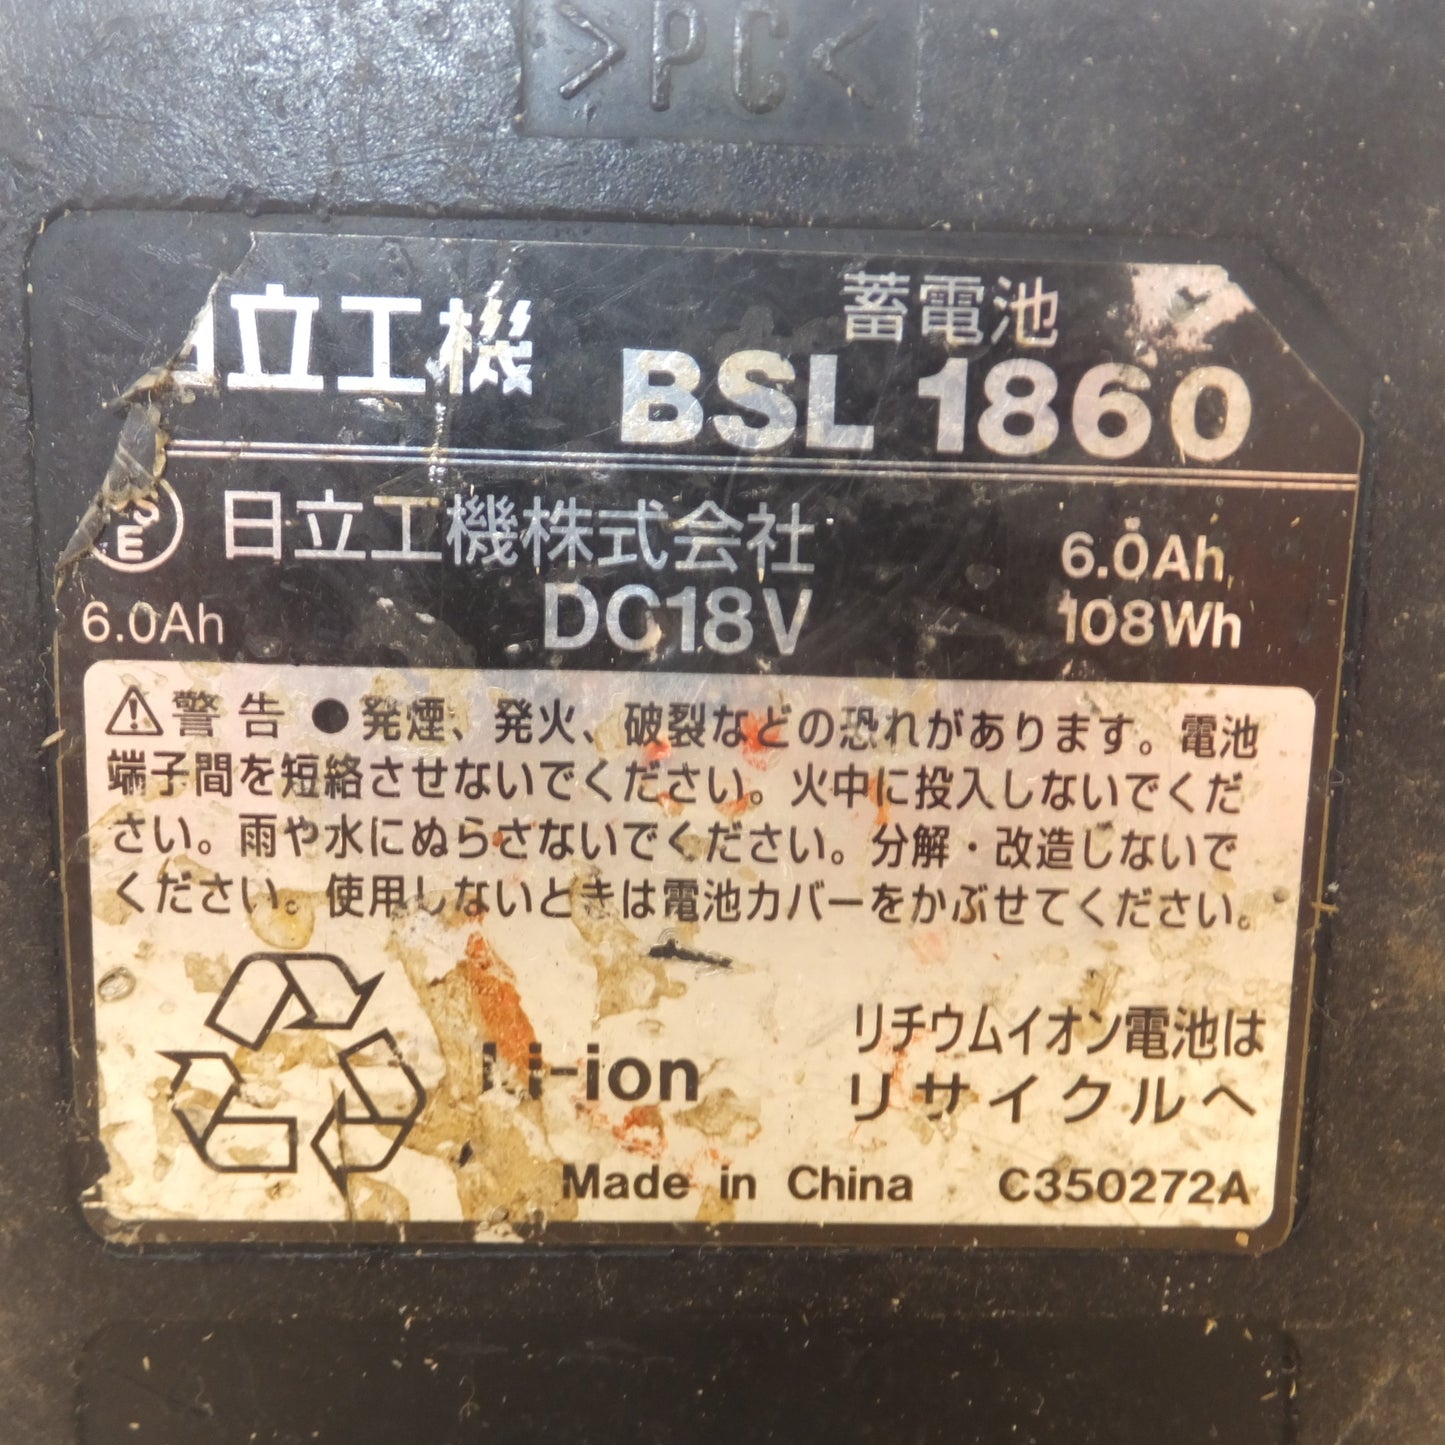 >PC<
日立工機
蓄電池
BSL 1860
PSE 日立工機株式会社
6.0Ah
DC18V
6.0Ah,
108Wh
⚠警告 ●発煙、発火、破裂などの恐れがあります。電池
端子間を短絡させないでください。火中に投入しないでくだ
さい。雨や水にぬらさないでください。分解・改造しないで
ください。使用しないときは電池カバーをかぶせてください。
Li-ion
リチウムイオン電池は
リサイクルへ
Made in China C350272A